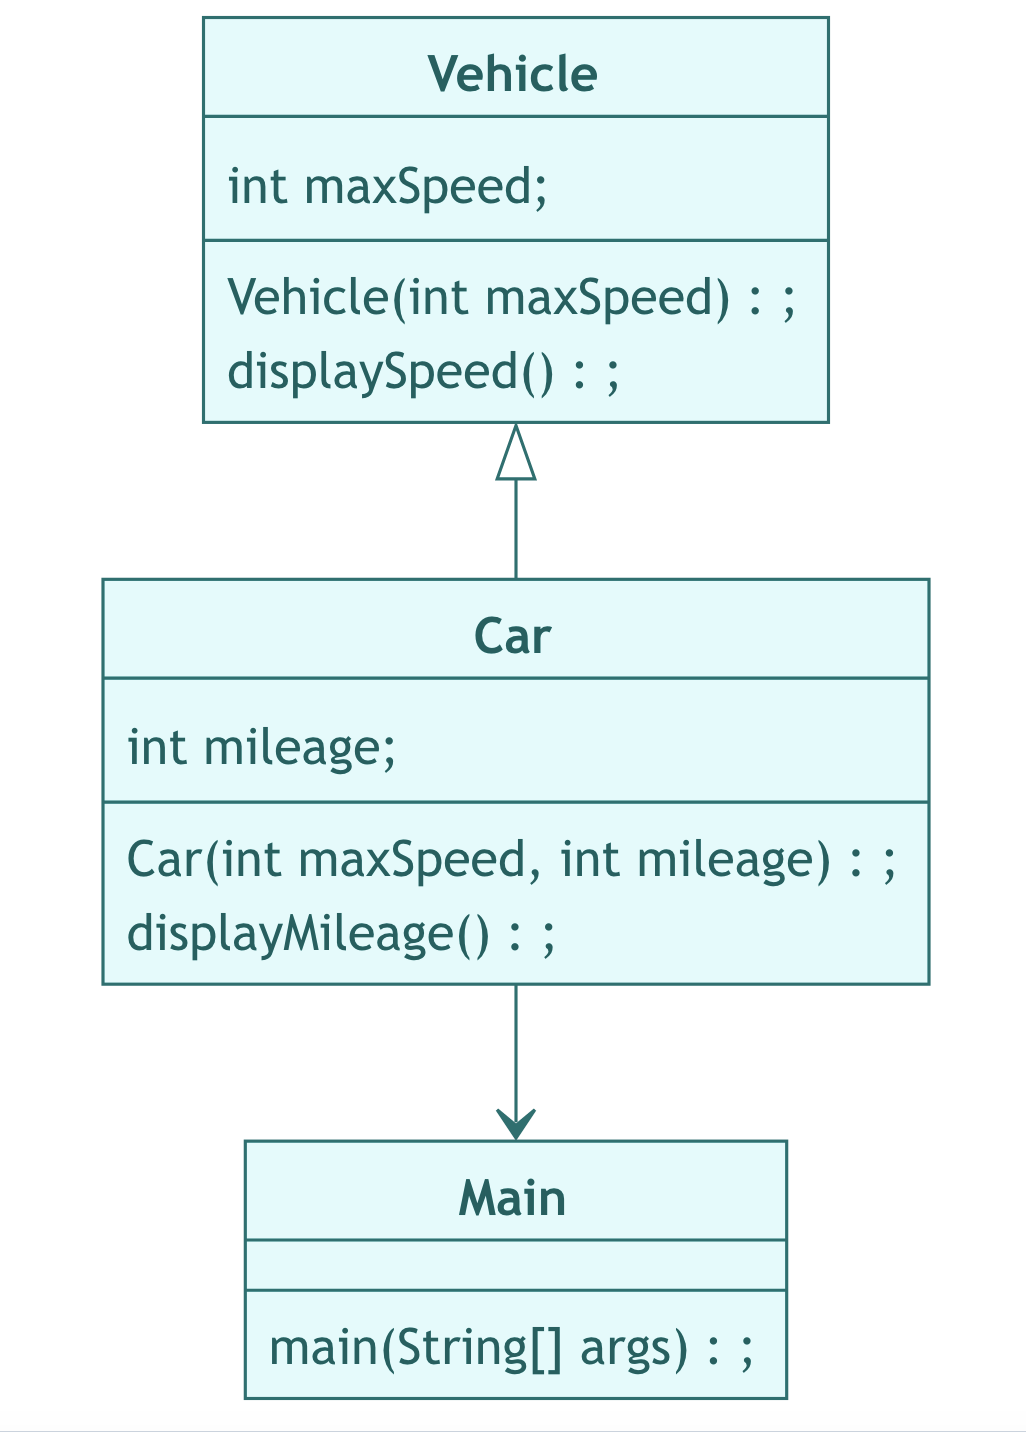 Vehicle
int maxSpeed;
Vehicle(int maxSpeed) : ;
displaySpeed() : ;
Car
int mileage;
Car(int maxSpeed, int mileage) : ;
displayMileage() : ;
Main
main(String[] args) : ;